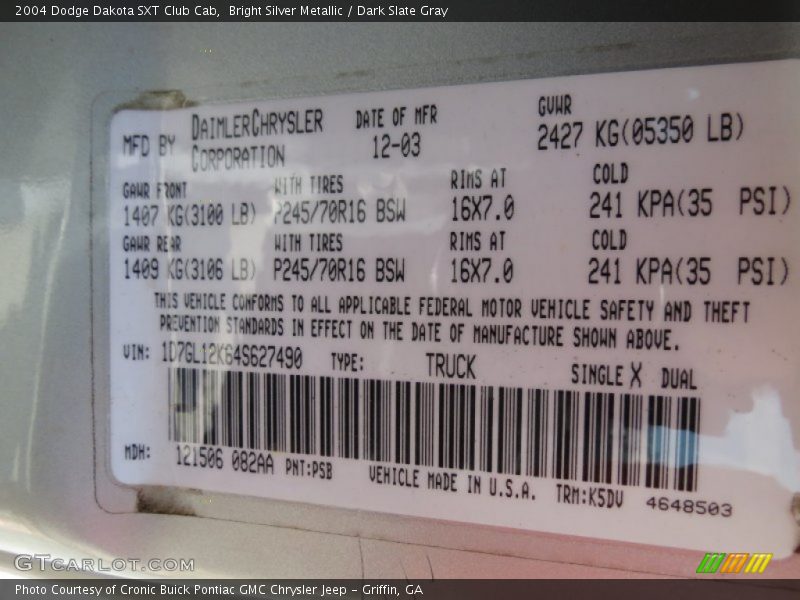 2004 Dodge Dakota SXT Club Cab,  Bright Silver Metallic / Dark Slate Gray
MFD BY DAIMLERCHRYSLER CORPORATION DATE OF MFR 12-03 GVWR 2427 KG(05350 LB)
GAWR FRONT WITH TIRES RIMS AT COLD
1407 KG(3100 LB) P245/70R16 BSW 16X7.0 241 KPA(35 PSI)
GAWR REAR WITH TIRES RIMS AT COLD
1409 KG(3106 LB) P245/70R16 BSW 16X7.0 241 KPA(35 PSI)
THIS VEHICLE CONFORMS TO ALL APPLICABLE FEDERAL MOTOR VEHICLE SAFETY AND THEFT
PREVENTION STANDARDS IN EFFECT ON THE DATE OF MANUFACTURE SHOWN ABOVE.
VIN: 1D7GL12K64S627490 TYPE: TRUCK SINGLE X DUAL
MDH: 121506 082AA PNT:PSB VEHICLE MADE IN U.S.A. TRM:K5DV 4648503
GTCARLOT.COM
Photo Courtesy of Cronic Buick Pontiac GMC Chrysler Jeep - Griffin, GA